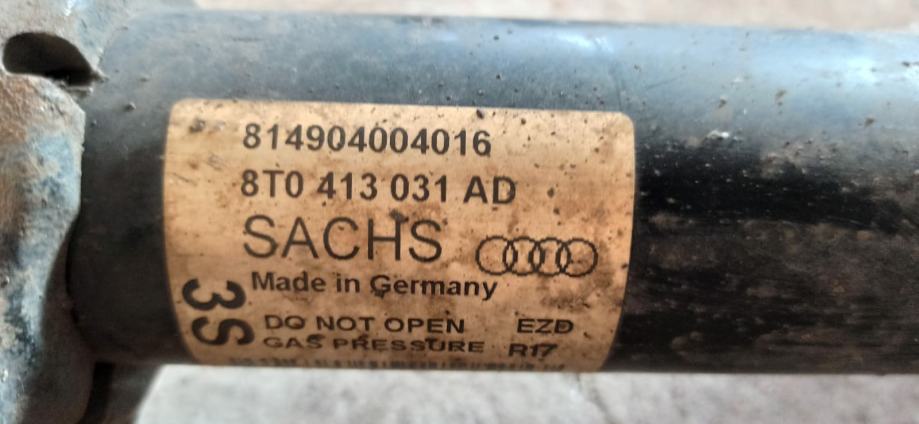 814904004016
8T0 413 031 AD
SACHS
Made in Germany
3S
DO NOT OPEN EZD
GAS PRESSURE R17